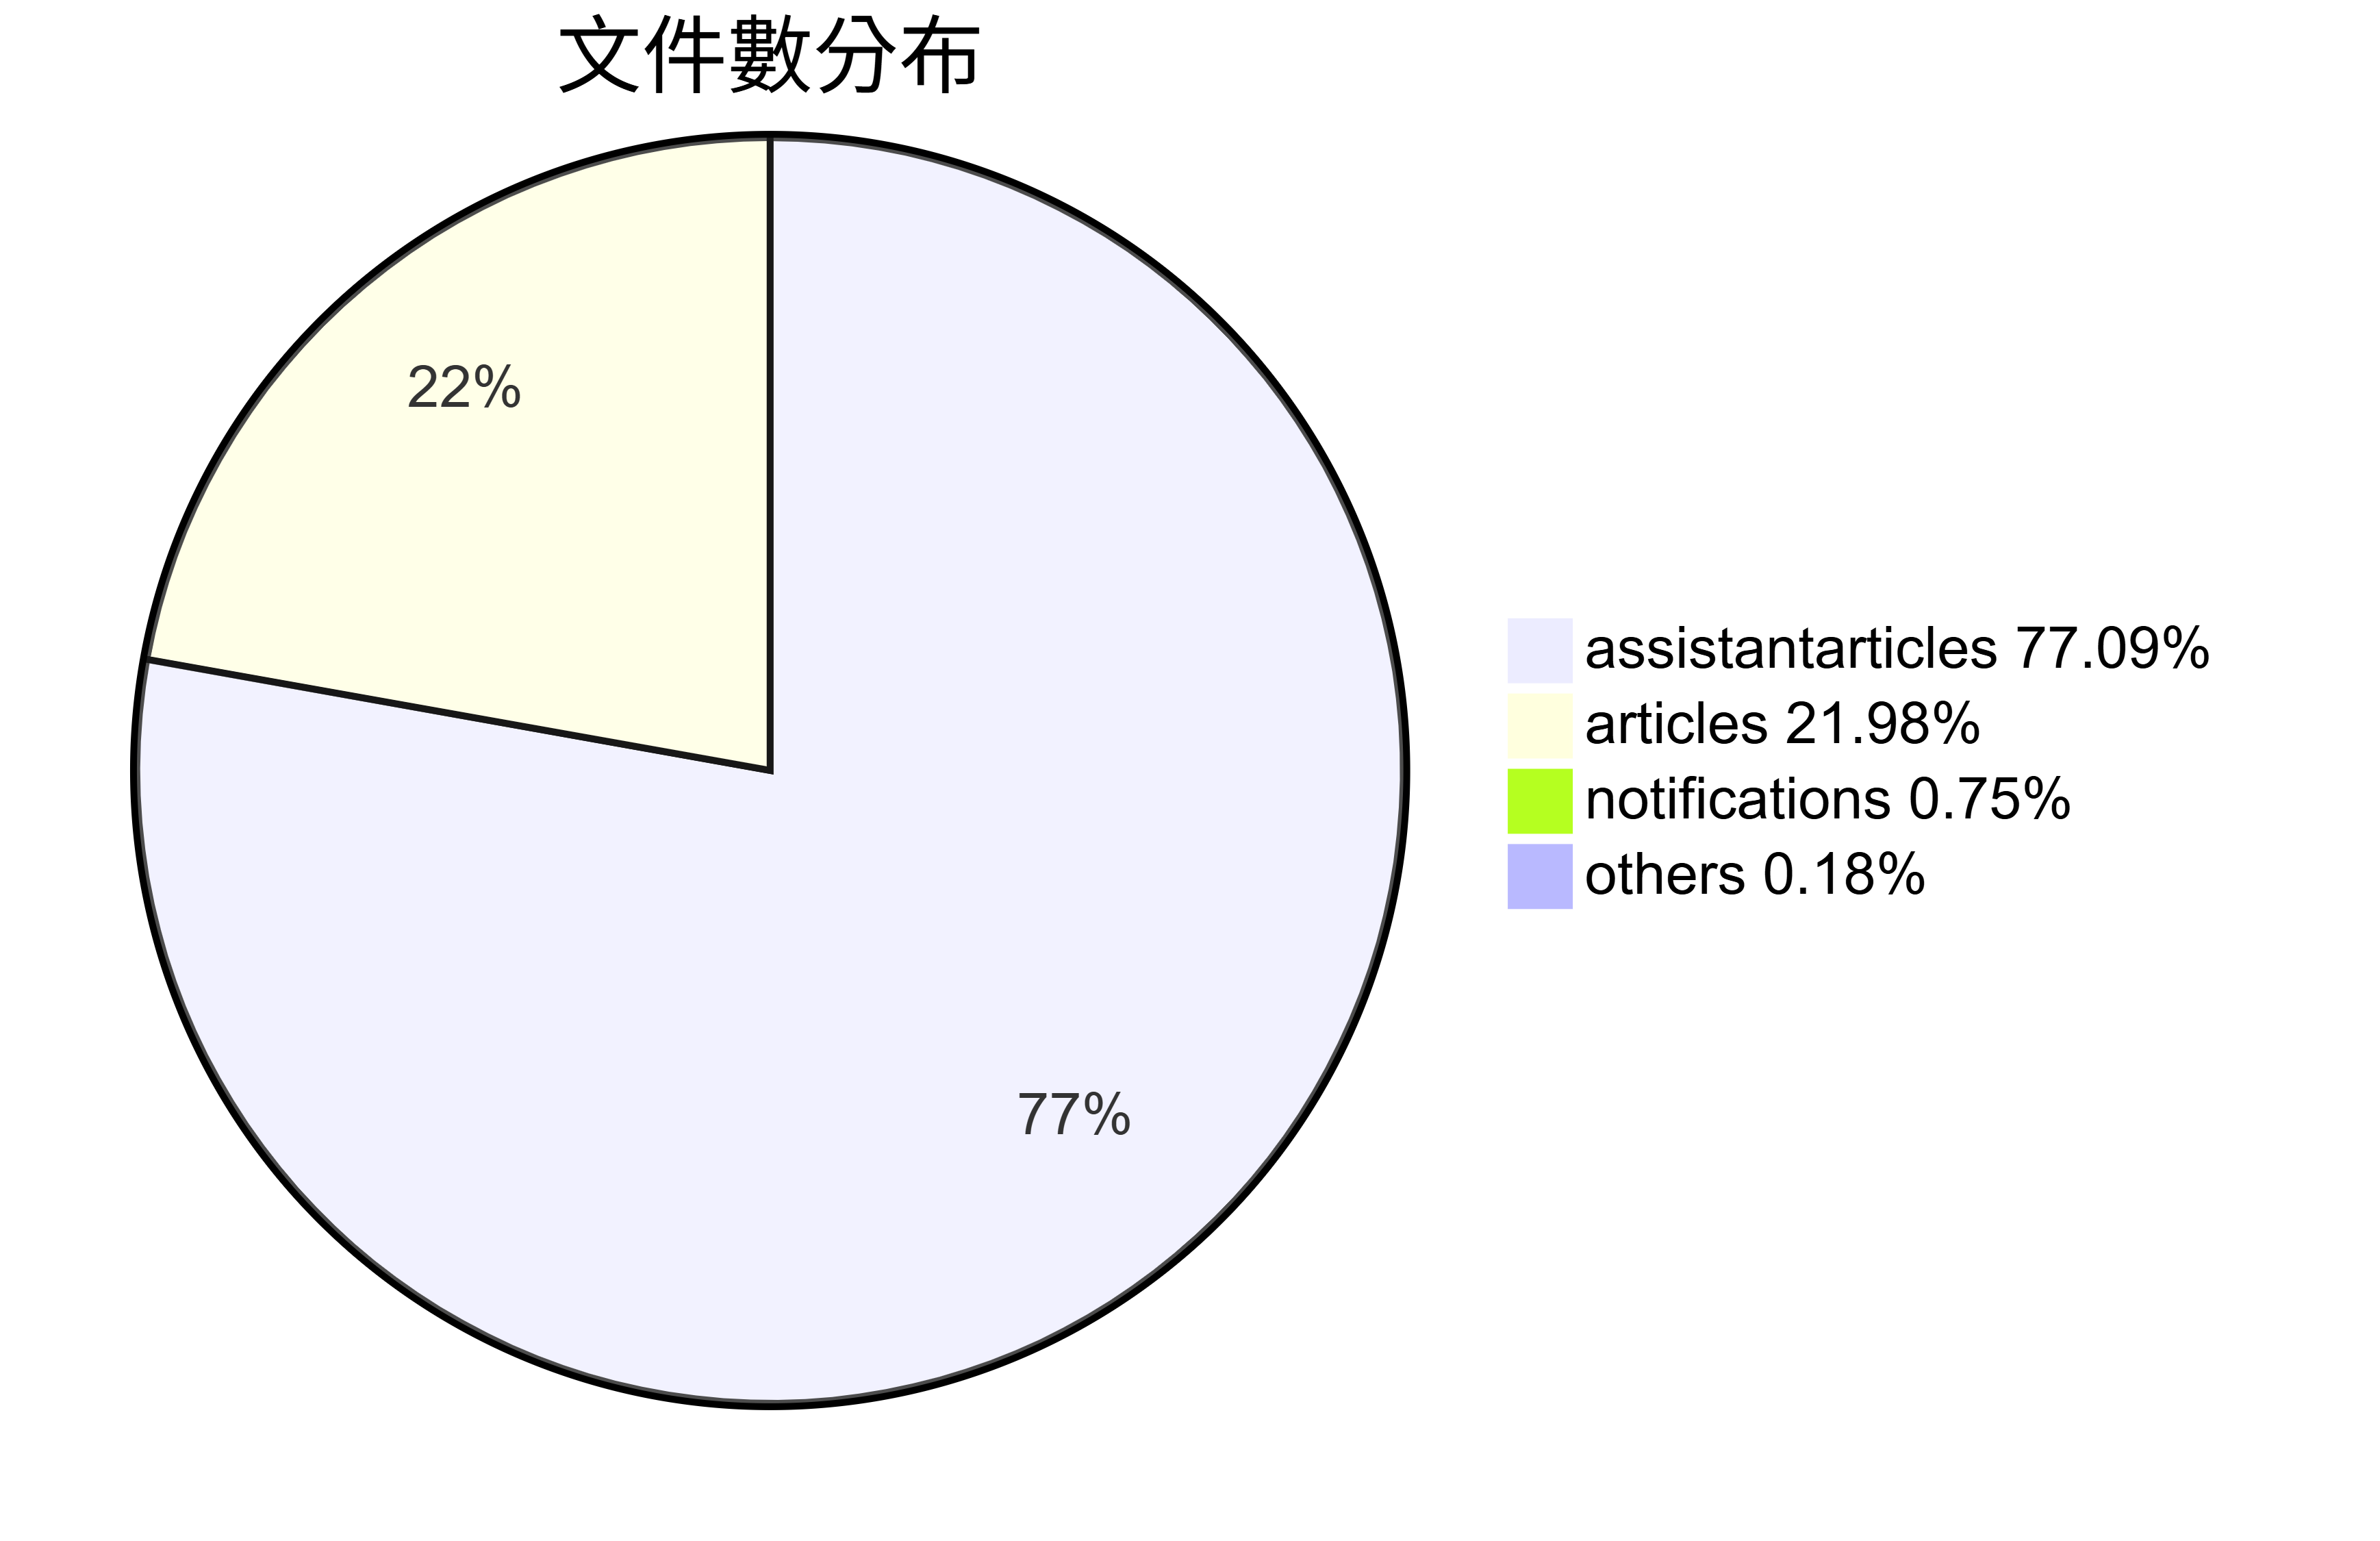 文件數分布
22%
77%
assistantarticles 77.09%
articles 21.98%
notifications 0.75%
others 0.18%